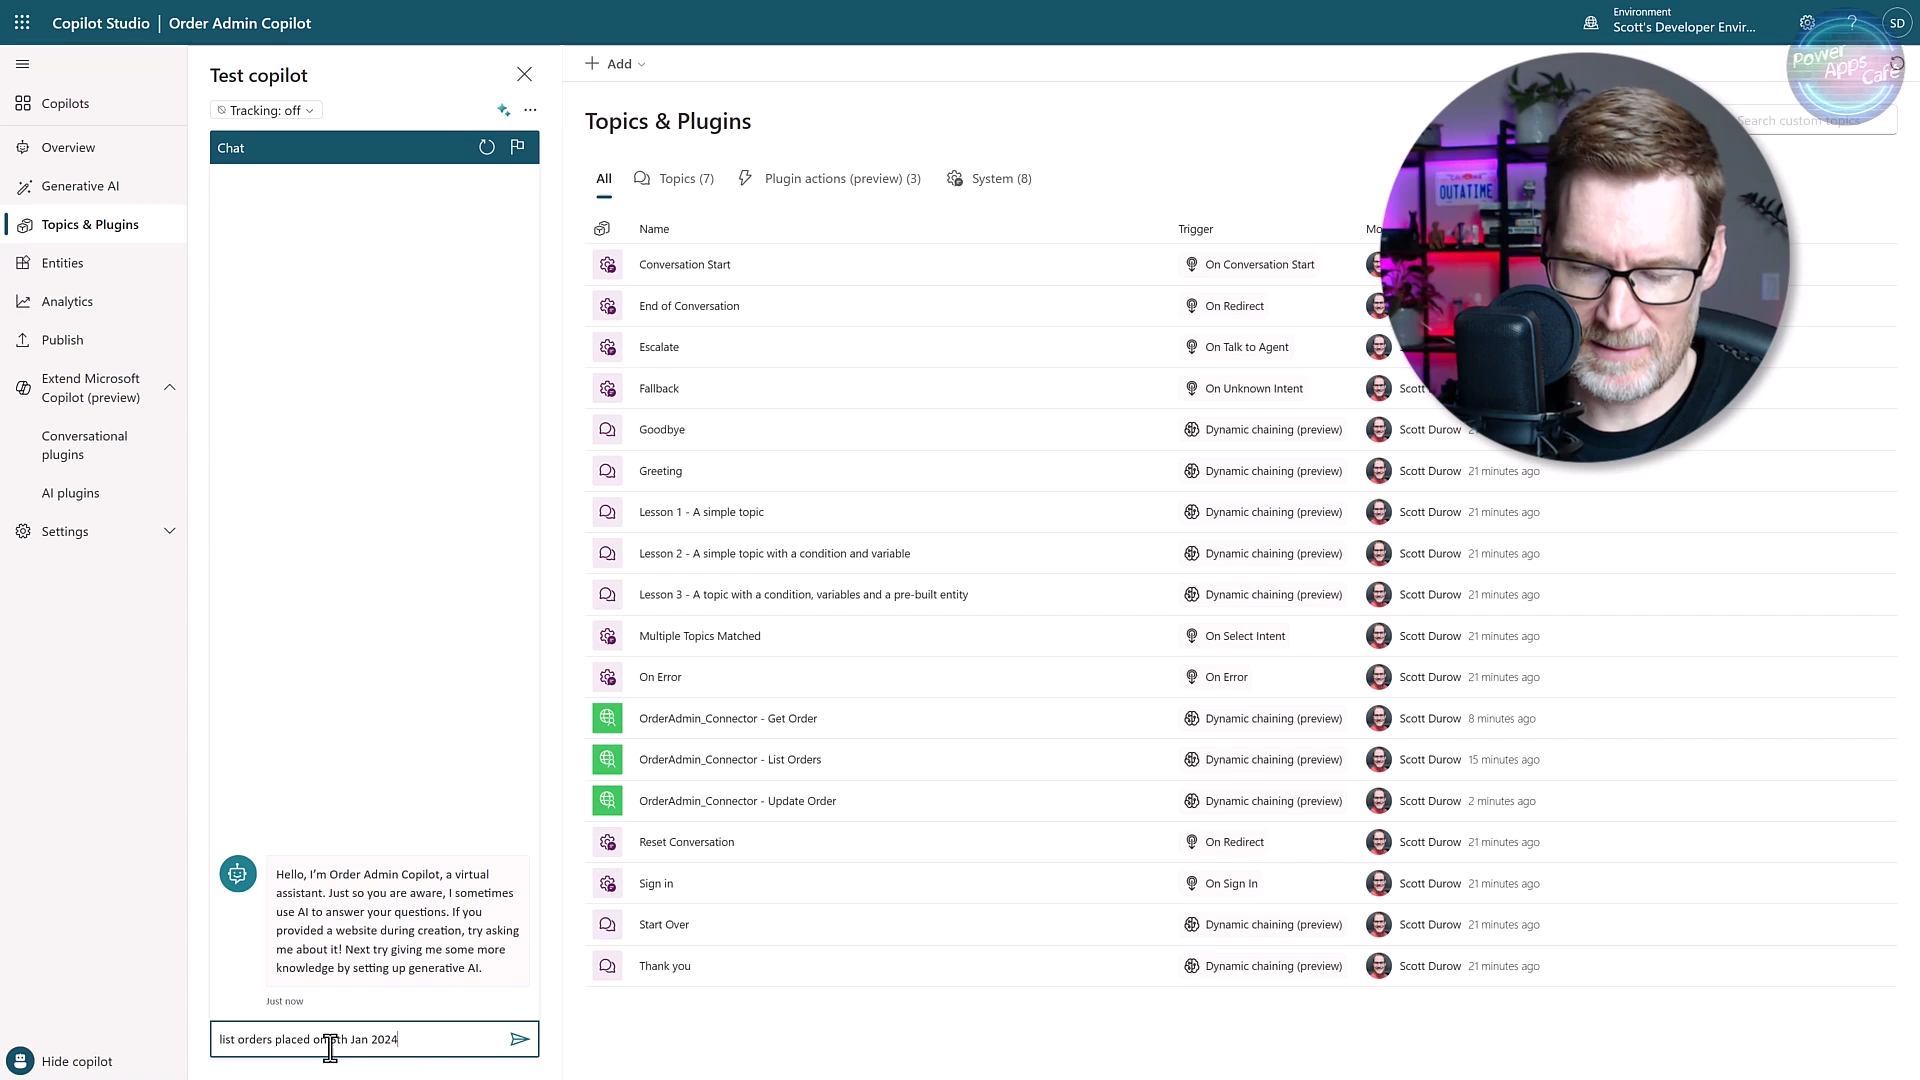 Copilot Studio | Order Admin Copilot
Environment
Scott's Developer Envir...
?
SD
Power
Apps
Cafe
Copilots
Overview
Generative AI
Topics & Plugins
Entities
Analytics
Publish
Extend Microsoft
Copilot (preview)
Conversational
plugins
AI plugins
Settings
Hide copilot
Test copilot
Tracking: off
Chat
Hello, I'm Order Admin Copilot, a virtual
assistant. Just so you are aware, I sometimes
use AI to answer your questions. If you
provided a website during creation, try asking
me about it! Next try giving me some more
knowledge by setting up generative AI.
Just now
list orders placed on th Jan 2024
Add
Topics & Plugins
Search custom topics
All
Topics (7)
Plugin actions (preview) (3)
System (8)
Name Trigger Mo
Conversation Start On Conversation Start
End of Conversation On Redirect
Escalate On Talk to Agent
Fallback On Unknown Intent Scott
Goodbye Dynamic chaining (preview) Scott Durow
Greeting Dynamic chaining (preview) Scott Durow 21 minutes ago
Lesson 1 - A simple topic Dynamic chaining (preview) Scott Durow 21 minutes ago
Lesson 2 - A simple topic with a condition and variable Dynamic chaining (preview) Scott Durow 21 minutes ago
Lesson 3 - A topic with a condition, variables and a pre-built entity Dynamic chaining (preview) Scott Durow 21 minutes ago
Multiple Topics Matched On Select Intent Scott Durow 21 minutes ago
On Error On Error Scott Durow 21 minutes ago
OrderAdmin_Connector - Get Order Dynamic chaining (preview) Scott Durow 8 minutes ago
OrderAdmin_Connector - List Orders Dynamic chaining (preview) Scott Durow 15 minutes ago
OrderAdmin_Connector - Update Order Dynamic chaining (preview) Scott Durow 2 minutes ago
Reset Conversation On Redirect Scott Durow 21 minutes ago
Sign in On Sign In Scott Durow 21 minutes ago
Start Over Dynamic chaining (preview) Scott Durow 21 minutes ago
Thank you Dynamic chaining (preview) Scott Durow 21 minutes ago
OUTATIME